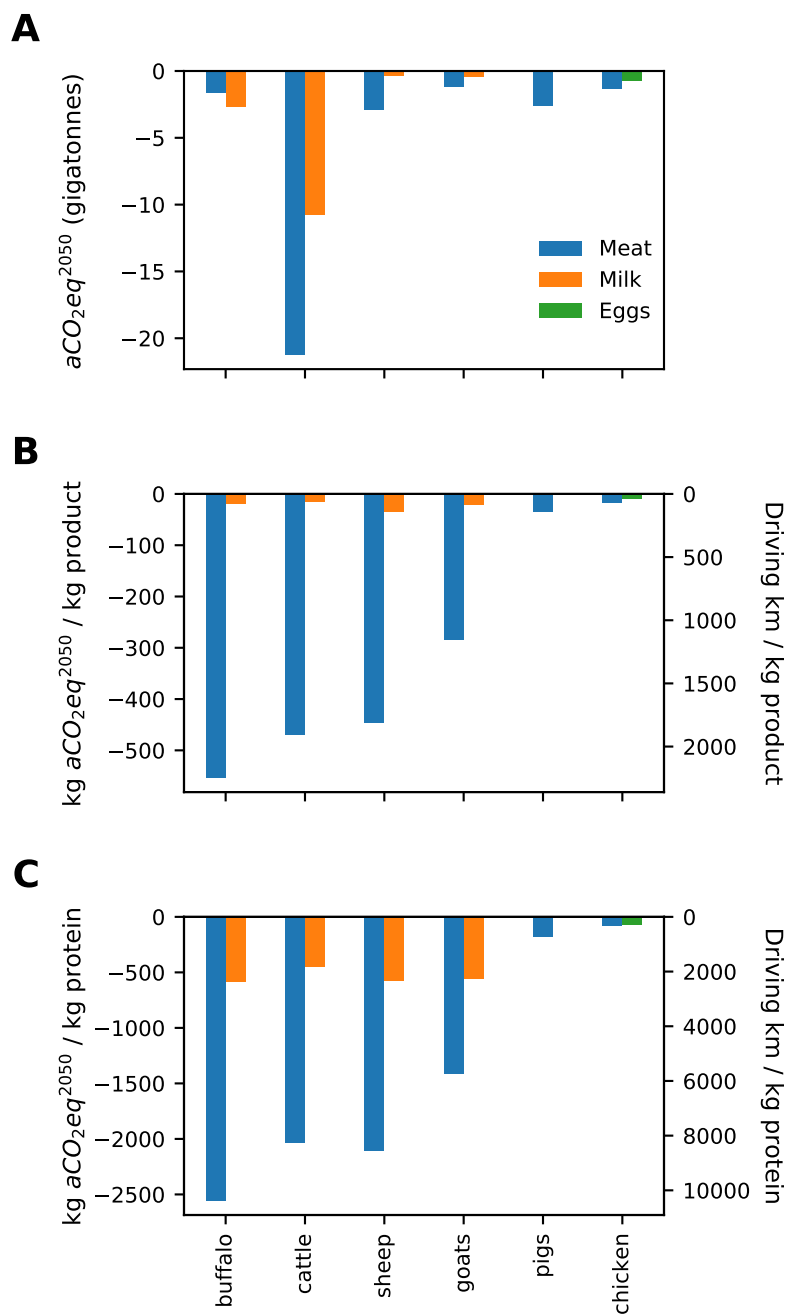 A
aCO₂eq²⁰⁵⁰ (gigatonnes)
0
−5
−10
−15
−20
Meat
Milk
Eggs
B
kg aCO₂eq²⁰⁵⁰ / kg product
0
−100
−200
−300
−400
−500
0
500
1000
1500
2000
Driving km / kg product
C
kg aCO₂eq²⁰⁵⁰ / kg protein
0
−500
−1000
−1500
−2000
−2500
0
2000
4000
6000
8000
10000
Driving km / kg protein
buffalo
cattle
sheep
goats
pigs
chicken